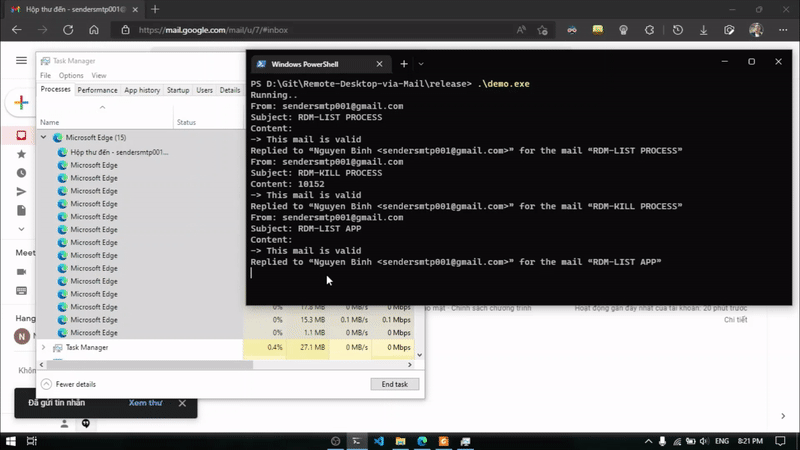 Hộp thư đến - sendersmtp001@
https://mail.google.com/mail/u/7/#inbox
Task Manager
File Options View
Processes Performance App history Startup Users Details
Name Status
Microsoft Edge (15)
Hộp thư đến - sendersmtp001...
Microsoft Edge
Microsoft Edge
Microsoft Edge
Microsoft Edge
Microsoft Edge
Microsoft Edge
Microsoft Edge
Microsoft Edge
Microsoft Edge
Microsoft Edge
Microsoft Edge
0% 17.8 MB 0 MB/s 0 Mbps
Microsoft Edge
0% 15.3 MB 0.1 MB/s 0.1 Mbps
Microsoft Edge
0% 1.1 MB 0 MB/s 0 Mbps
Microsoft Edge
Task Manager 0.4% 27.1 MB 0 MB/s 0 Mbps
Fewer details End task
Windows PowerShell
PS D:\Git\Remote-Desktop-via-Mail\release> .\demo.exe
Running..
From: sendersmtp001@gmail.com
Subject: RDM-LIST PROCESS
Content:
-> This mail is valid
Replied to “Nguyen Binh <sendersmtp001@gmail.com>” for the mail “RDM-LIST PROCESS”
From: sendersmtp001@gmail.com
Subject: RDM-KILL PROCESS
Content: 10152
-> This mail is valid
Replied to “Nguyen Binh <sendersmtp001@gmail.com>” for the mail “RDM-KILL PROCESS”
From: sendersmtp001@gmail.com
Subject: RDM-LIST APP
Content:
-> This mail is valid
Replied to “Nguyen Binh <sendersmtp001@gmail.com>” for the mail “RDM-LIST APP”
Meet
Hang
N
Khôn
mật · Chính sách chương trình
Hoạt động gần đây nhất của tài khoản: 20 phút trước
Chi tiết
Đã gửi tin nhắn Xem thư
ENG 8:21 PM